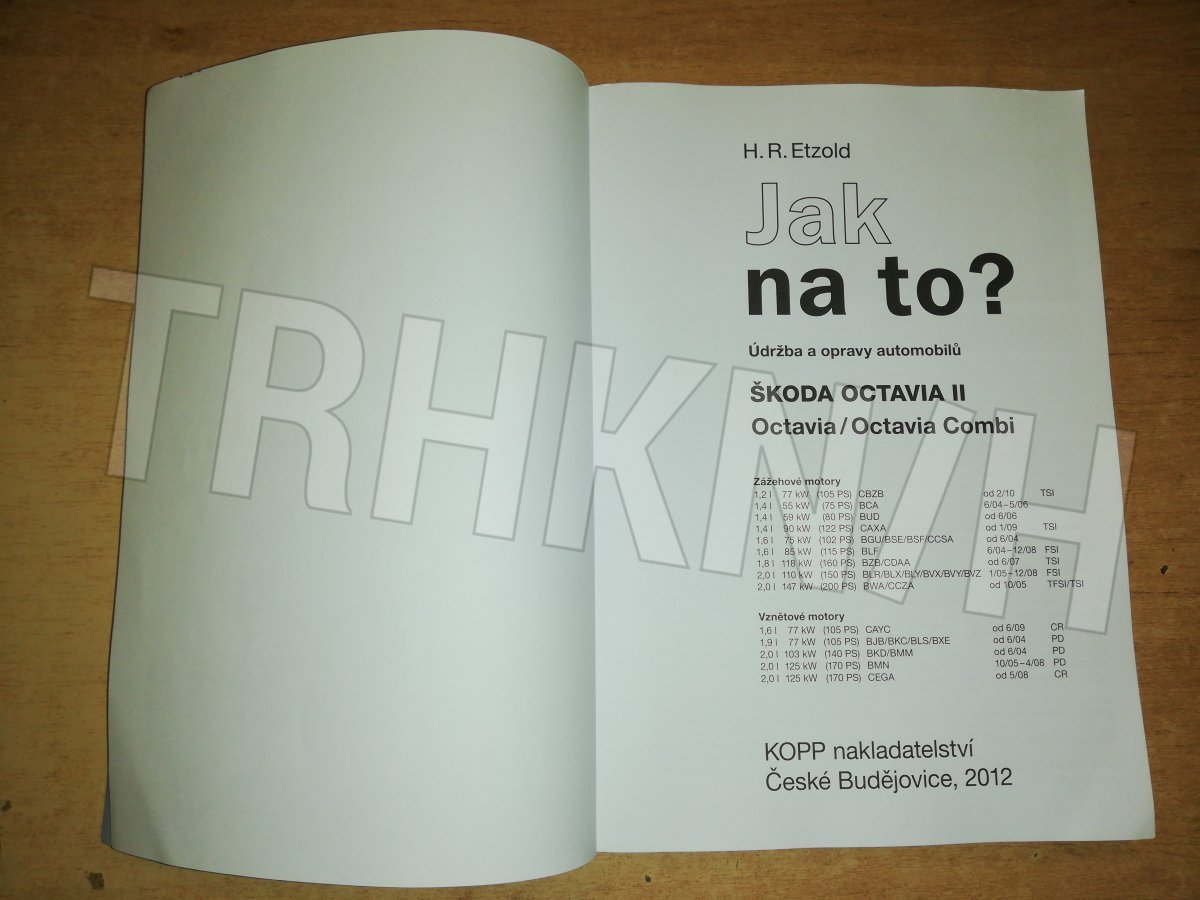 H. R. Etzold
Jak
na to?
Údržba a opravy automobilů
ŠKODA OCTAVIA II
Octavia / Octavia Combi
Zážehové motory
1,2 l 77 kW (105 PS) CBZB od 2/10 TSI
1,4 l 55 kW (75 PS) BCA 6/04–5/06
1,4 l 59 kW (80 PS) BUD od 6/06
1,4 l 90 kW (122 PS) CAXA od 1/09 TSI
1,6 l 75 kW (102 PS) BGU/BSE/BSF/CCSA od 6/04
1,6 l 85 kW (115 PS) BLF 6/04–12/08 FSI
1,8 l 118 kW (160 PS) BZB/CDAA od 6/07 TSI
2,0 l 110 kW (150 PS) BLR/BLX/BLY/BVX/BVY/BVZ 1/05–12/08 FSI
2,0 l 147 kW (200 PS) BWA/CCZA od 10/05 TFSI/TSI
Vznětové motory
1,6 l 77 kW (105 PS) CAYC od 6/09 CR
1,9 l 77 kW (105 PS) BJB/BKC/BLS/BXE od 6/04 PD
2,0 l 103 kW (140 PS) BKD/BMM od 6/04 PD
2,0 l 125 kW (170 PS) BMN 10/05–4/08 PD
2,0 l 125 kW (170 PS) CEGA od 5/08 CR
KOPP nakladatelství
České Budějovice, 2012
TRHKNIH